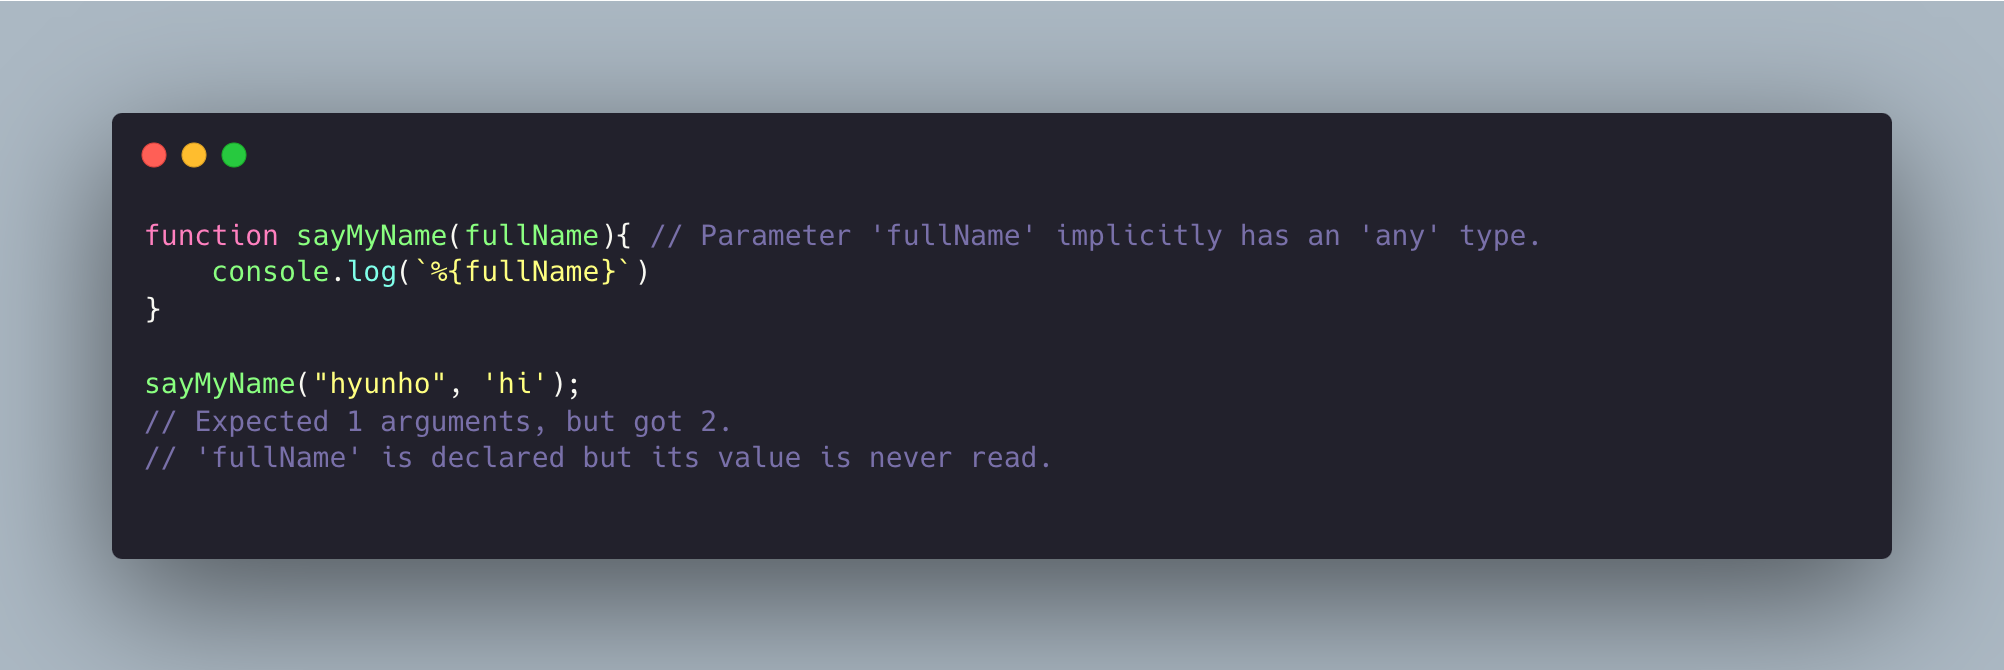 function sayMyName(fullName){ // Parameter 'fullName' implicitly has an 'any' type.
    console.log(`%{fullName}`)
}
sayMyName("hyunho", 'hi');
// Expected 1 arguments, but got 2.
// 'fullName' is declared but its value is never read.